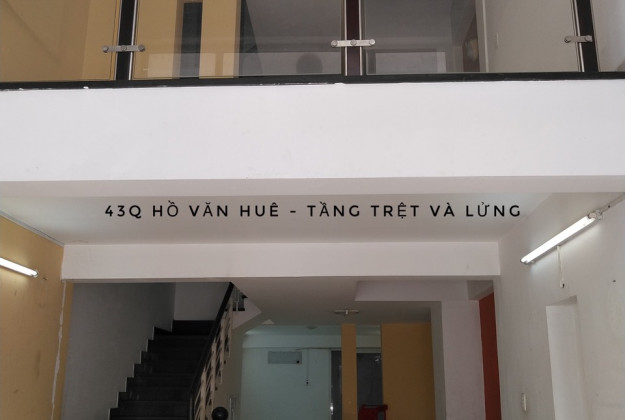 43Q HỒ VĂN HUÊ - TẦNG TRỆT VÀ LỬNG